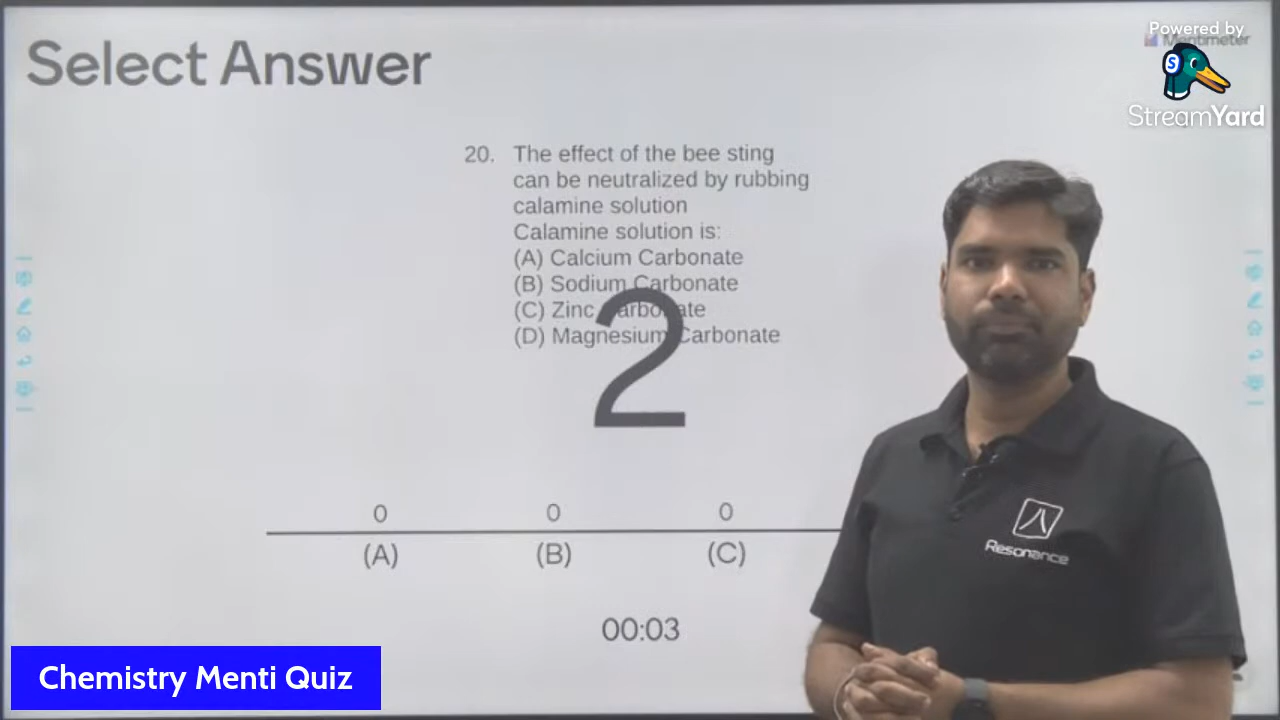 Select Answer
Powered by
Mentimeter
StreamYard
20. The effect of the bee sting
can be neutralized by rubbing
calamine solution
Calamine solution is:
(A) Calcium Carbonate
(B) Sodium Carbonate
(C) Zinc Carbonate
(D) Magnesium Carbonate
2
0 0 0
(A) (B) (C)
00:03
Resonance
Chemistry Menti Quiz